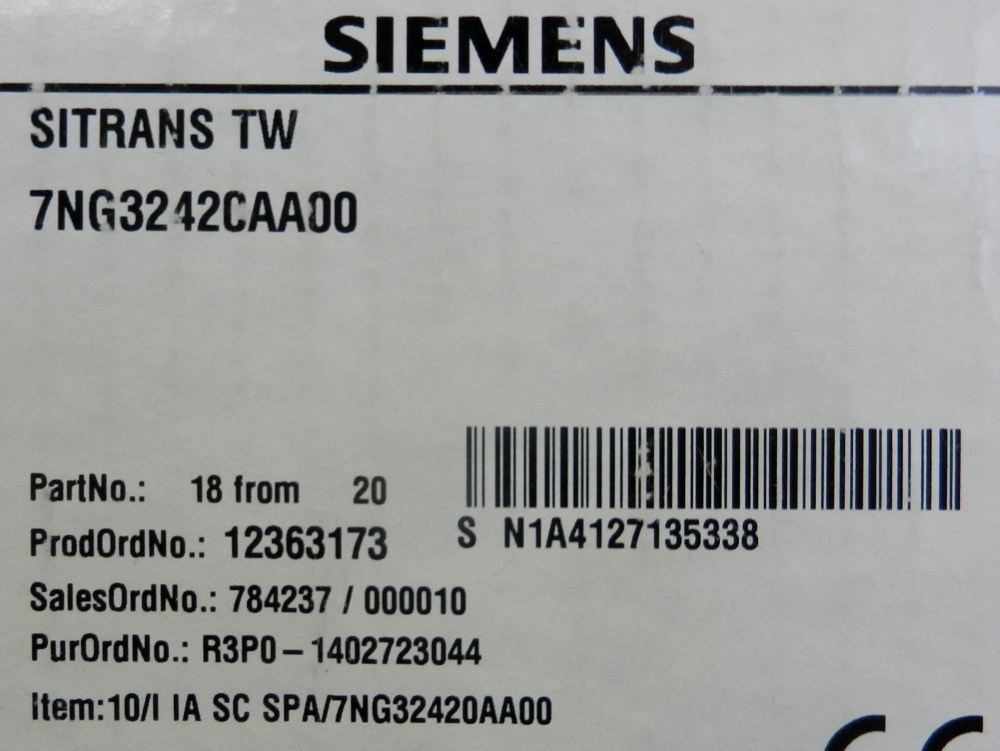 SIEMENS
SITRANS TW
7NG3242CAA00
PartNo.: 18 from 20
S N1A4127135338
ProdOrdNo.: 12363173
SalesOrdNo.: 784237 / 000010
PurOrdNo.: R3P0 – 1402723044
Item:10/I IA SC SPA/7NG32420AA00
CE